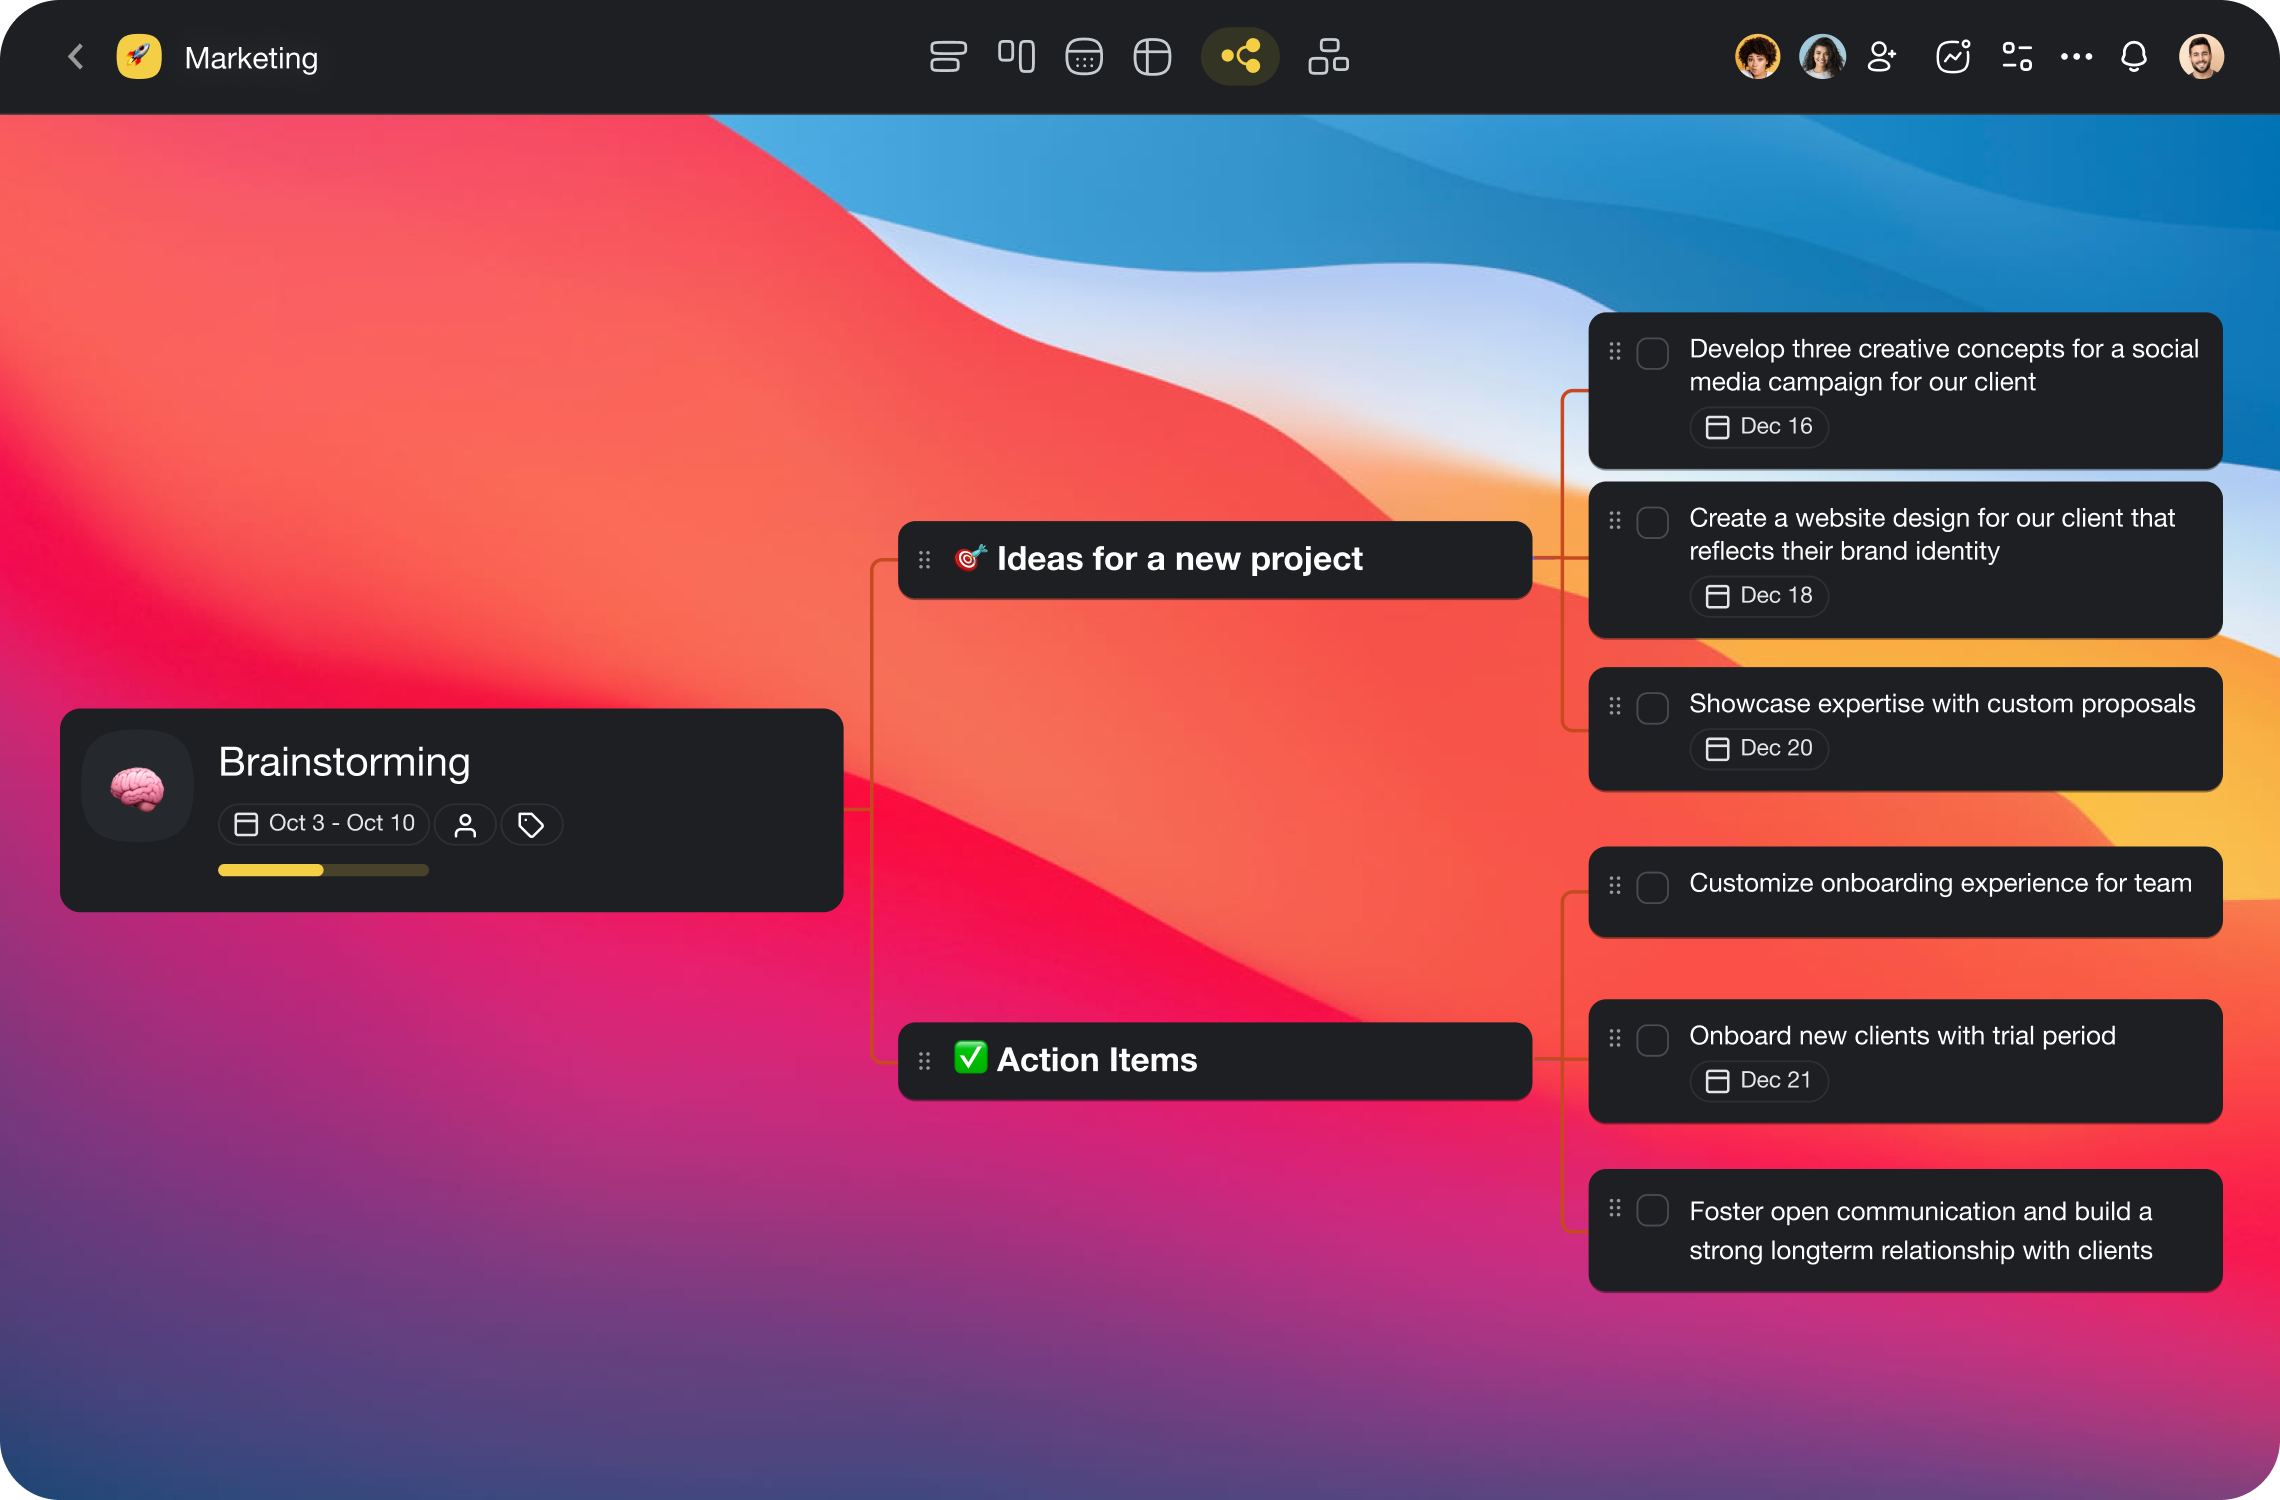 Marketing
Brainstorming
Oct 3 - Oct 10
🎯 Ideas for a new project
Develop three creative concepts for a social
media campaign for our client
Dec 16
Create a website design for our client that
reflects their brand identity
Dec 18
Showcase expertise with custom proposals
Dec 20
✅ Action Items
Customize onboarding experience for team
Onboard new clients with trial period
Dec 21
Foster open communication and build a
strong longterm relationship with clients